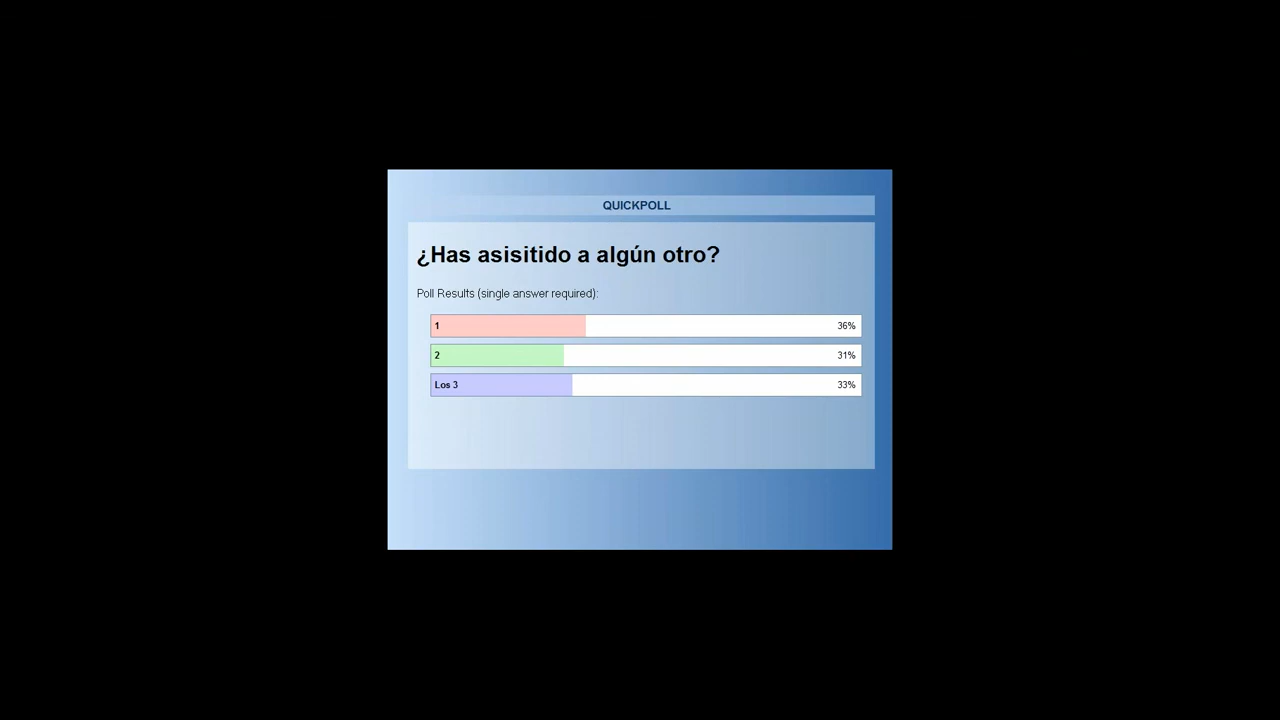 QUICKPOLL
¿Has asisitido a algún otro?
Poll Results (single answer required):
1 36%
2 31%
Los 3 33%